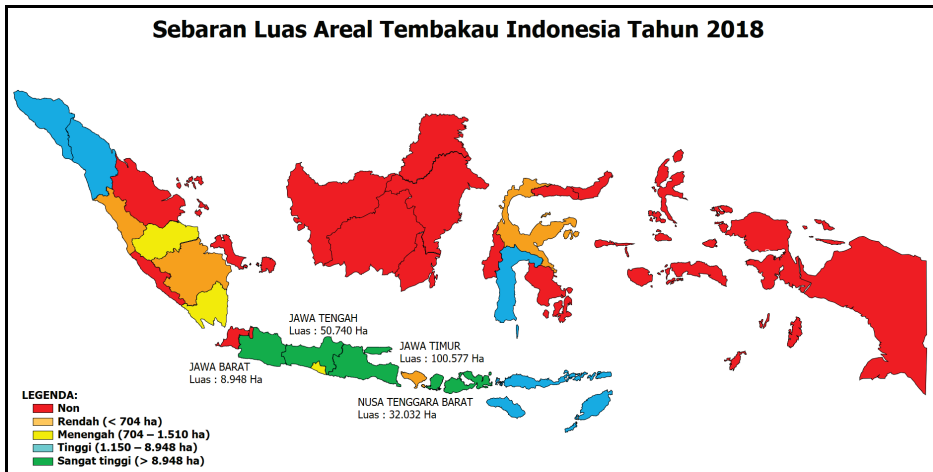 Sebaran Luas Areal Tembakau Indonesia Tahun 2018
JAWA TENGAH
Luas : 50.740 Ha
JAWA TIMUR
Luas : 100.577 Ha
JAWA BARAT
Luas : 8.948 Ha
NUSA TENGGARA BARAT
Luas : 32.032 Ha
LEGENDA:
Non
Rendah (< 704 ha)
Menengah (704 – 1.510 ha)
Tinggi (1.150 – 8.948 ha)
Sangat tinggi (> 8.948 ha)